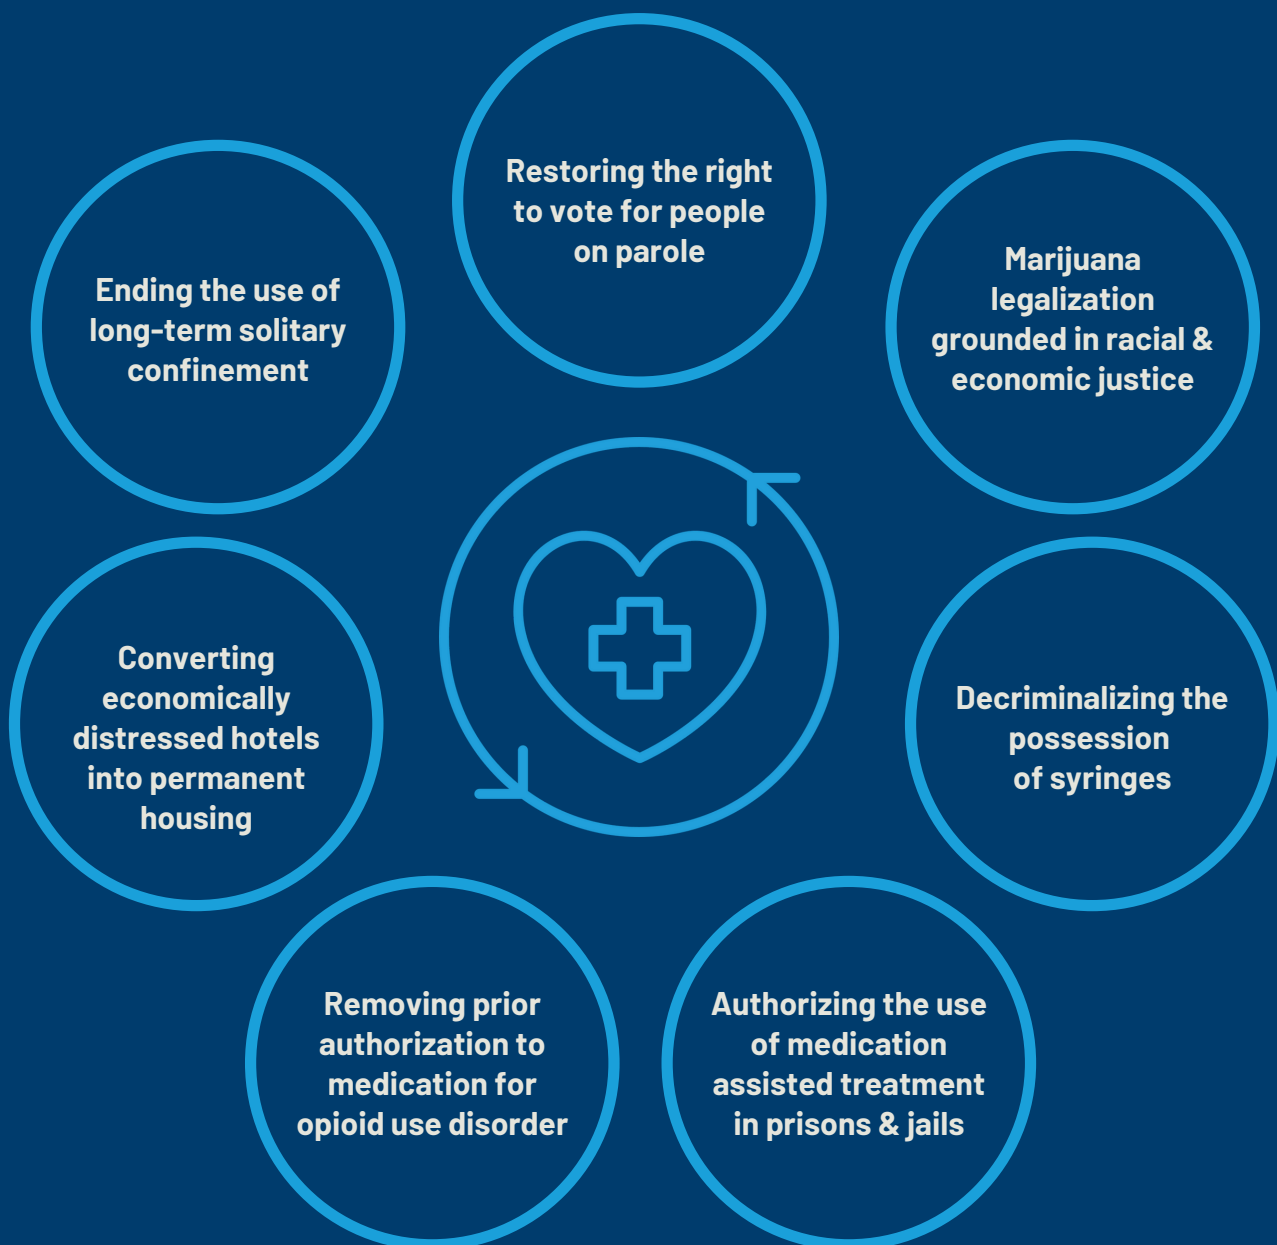 Restoring the right
to vote for people
on parole
Ending the use of
long-term solitary
confinement
Marijuana
legalization
grounded in racial &
economic justice
Converting
economically
distressed hotels
into permanent
housing
Decriminalizing the
possession
of syringes
Removing prior
authorization to
medication for
opioid use disorder
Authorizing the use
of medication
assisted treatment
in prisons & jails